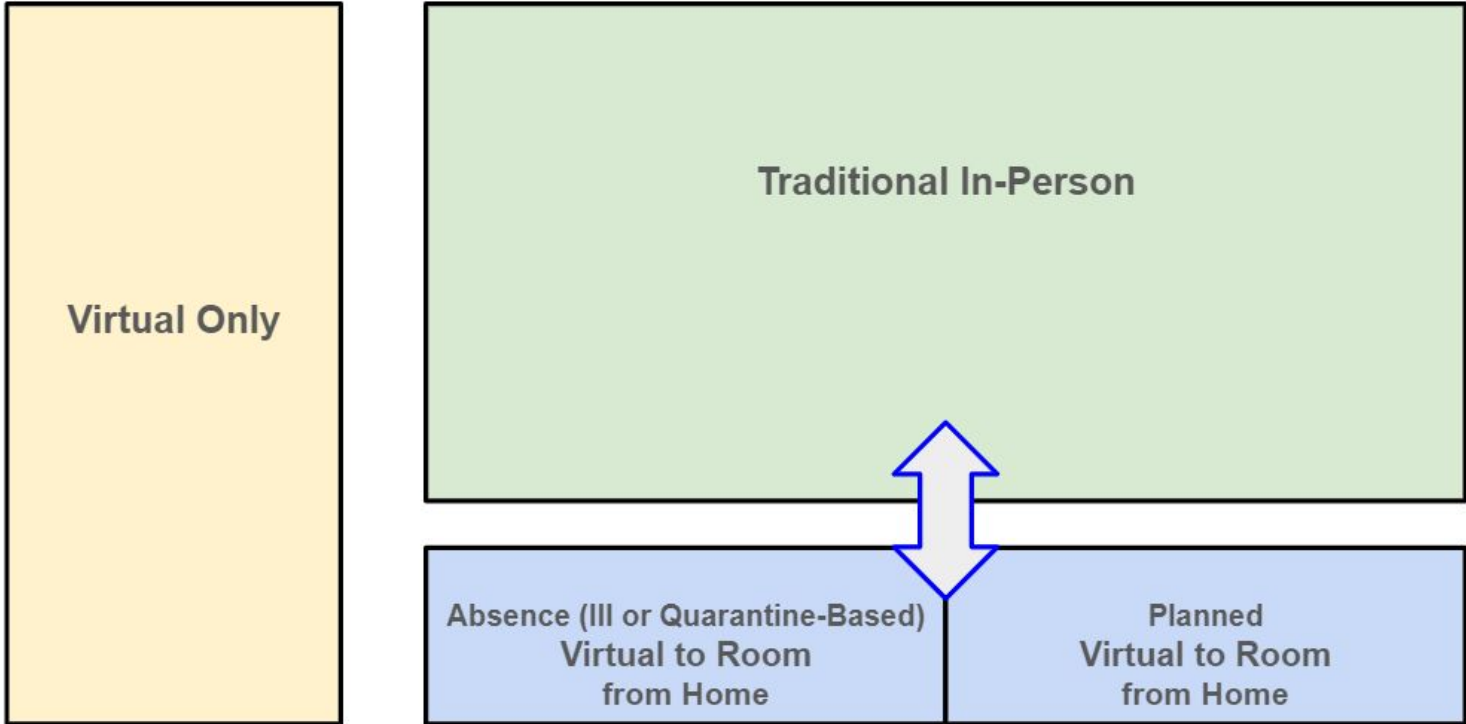 Virtual Only
Traditional In-Person
Absence (Ill or Quarantine-Based)
Virtual to Room
from Home
Planned
Virtual to Room
from Home